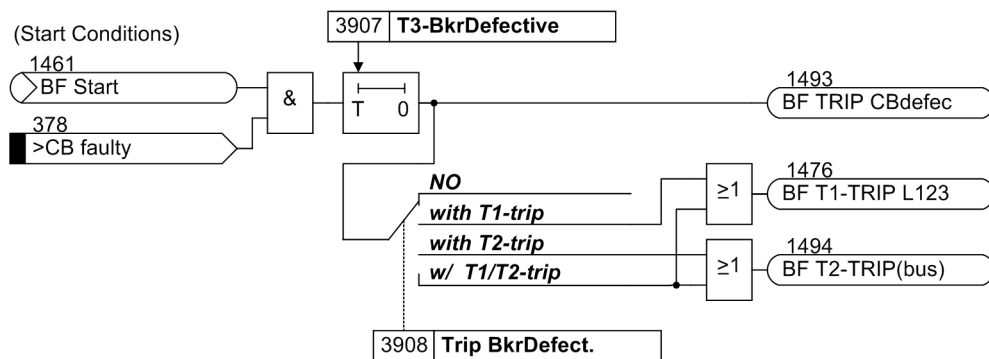 3907 T3-BkrDefective
(Start Conditions)
1461
BF Start
&
T 0
1493
BF TRIP CBdefec
378
>CB faulty
NO
with T1-trip
with T2-trip
w/ T1/T2-trip
≥1
1476
BF T1-TRIP L123
≥1
1494
BF T2-TRIP(bus)
3908 Trip BkrDefect.